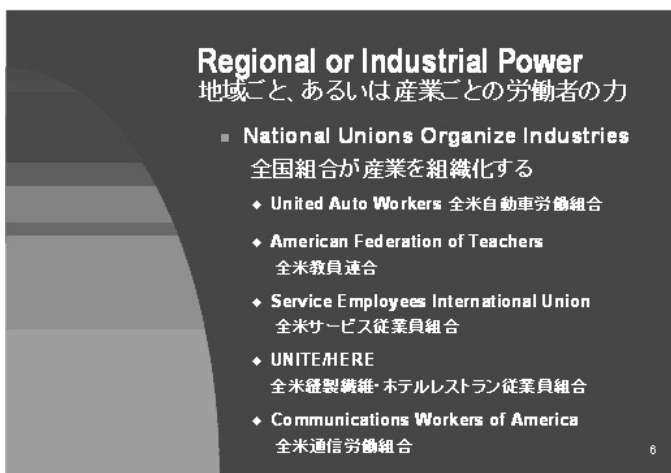 Regional or Industrial Power
地域ごと、あるいは産業ごとの労働者の力
National Unions Organize Industries
全国組合が産業を組織化する
United Auto Workers 全米自動車労働組合
American Federation of Teachers
全米教員連合
Service Employees International Union
全米サービス従業員組合
UNITE/HERE
全米縫製繊維・ホテルレストラン従業員組合
Communications Workers of America
全米通信労働組合
6